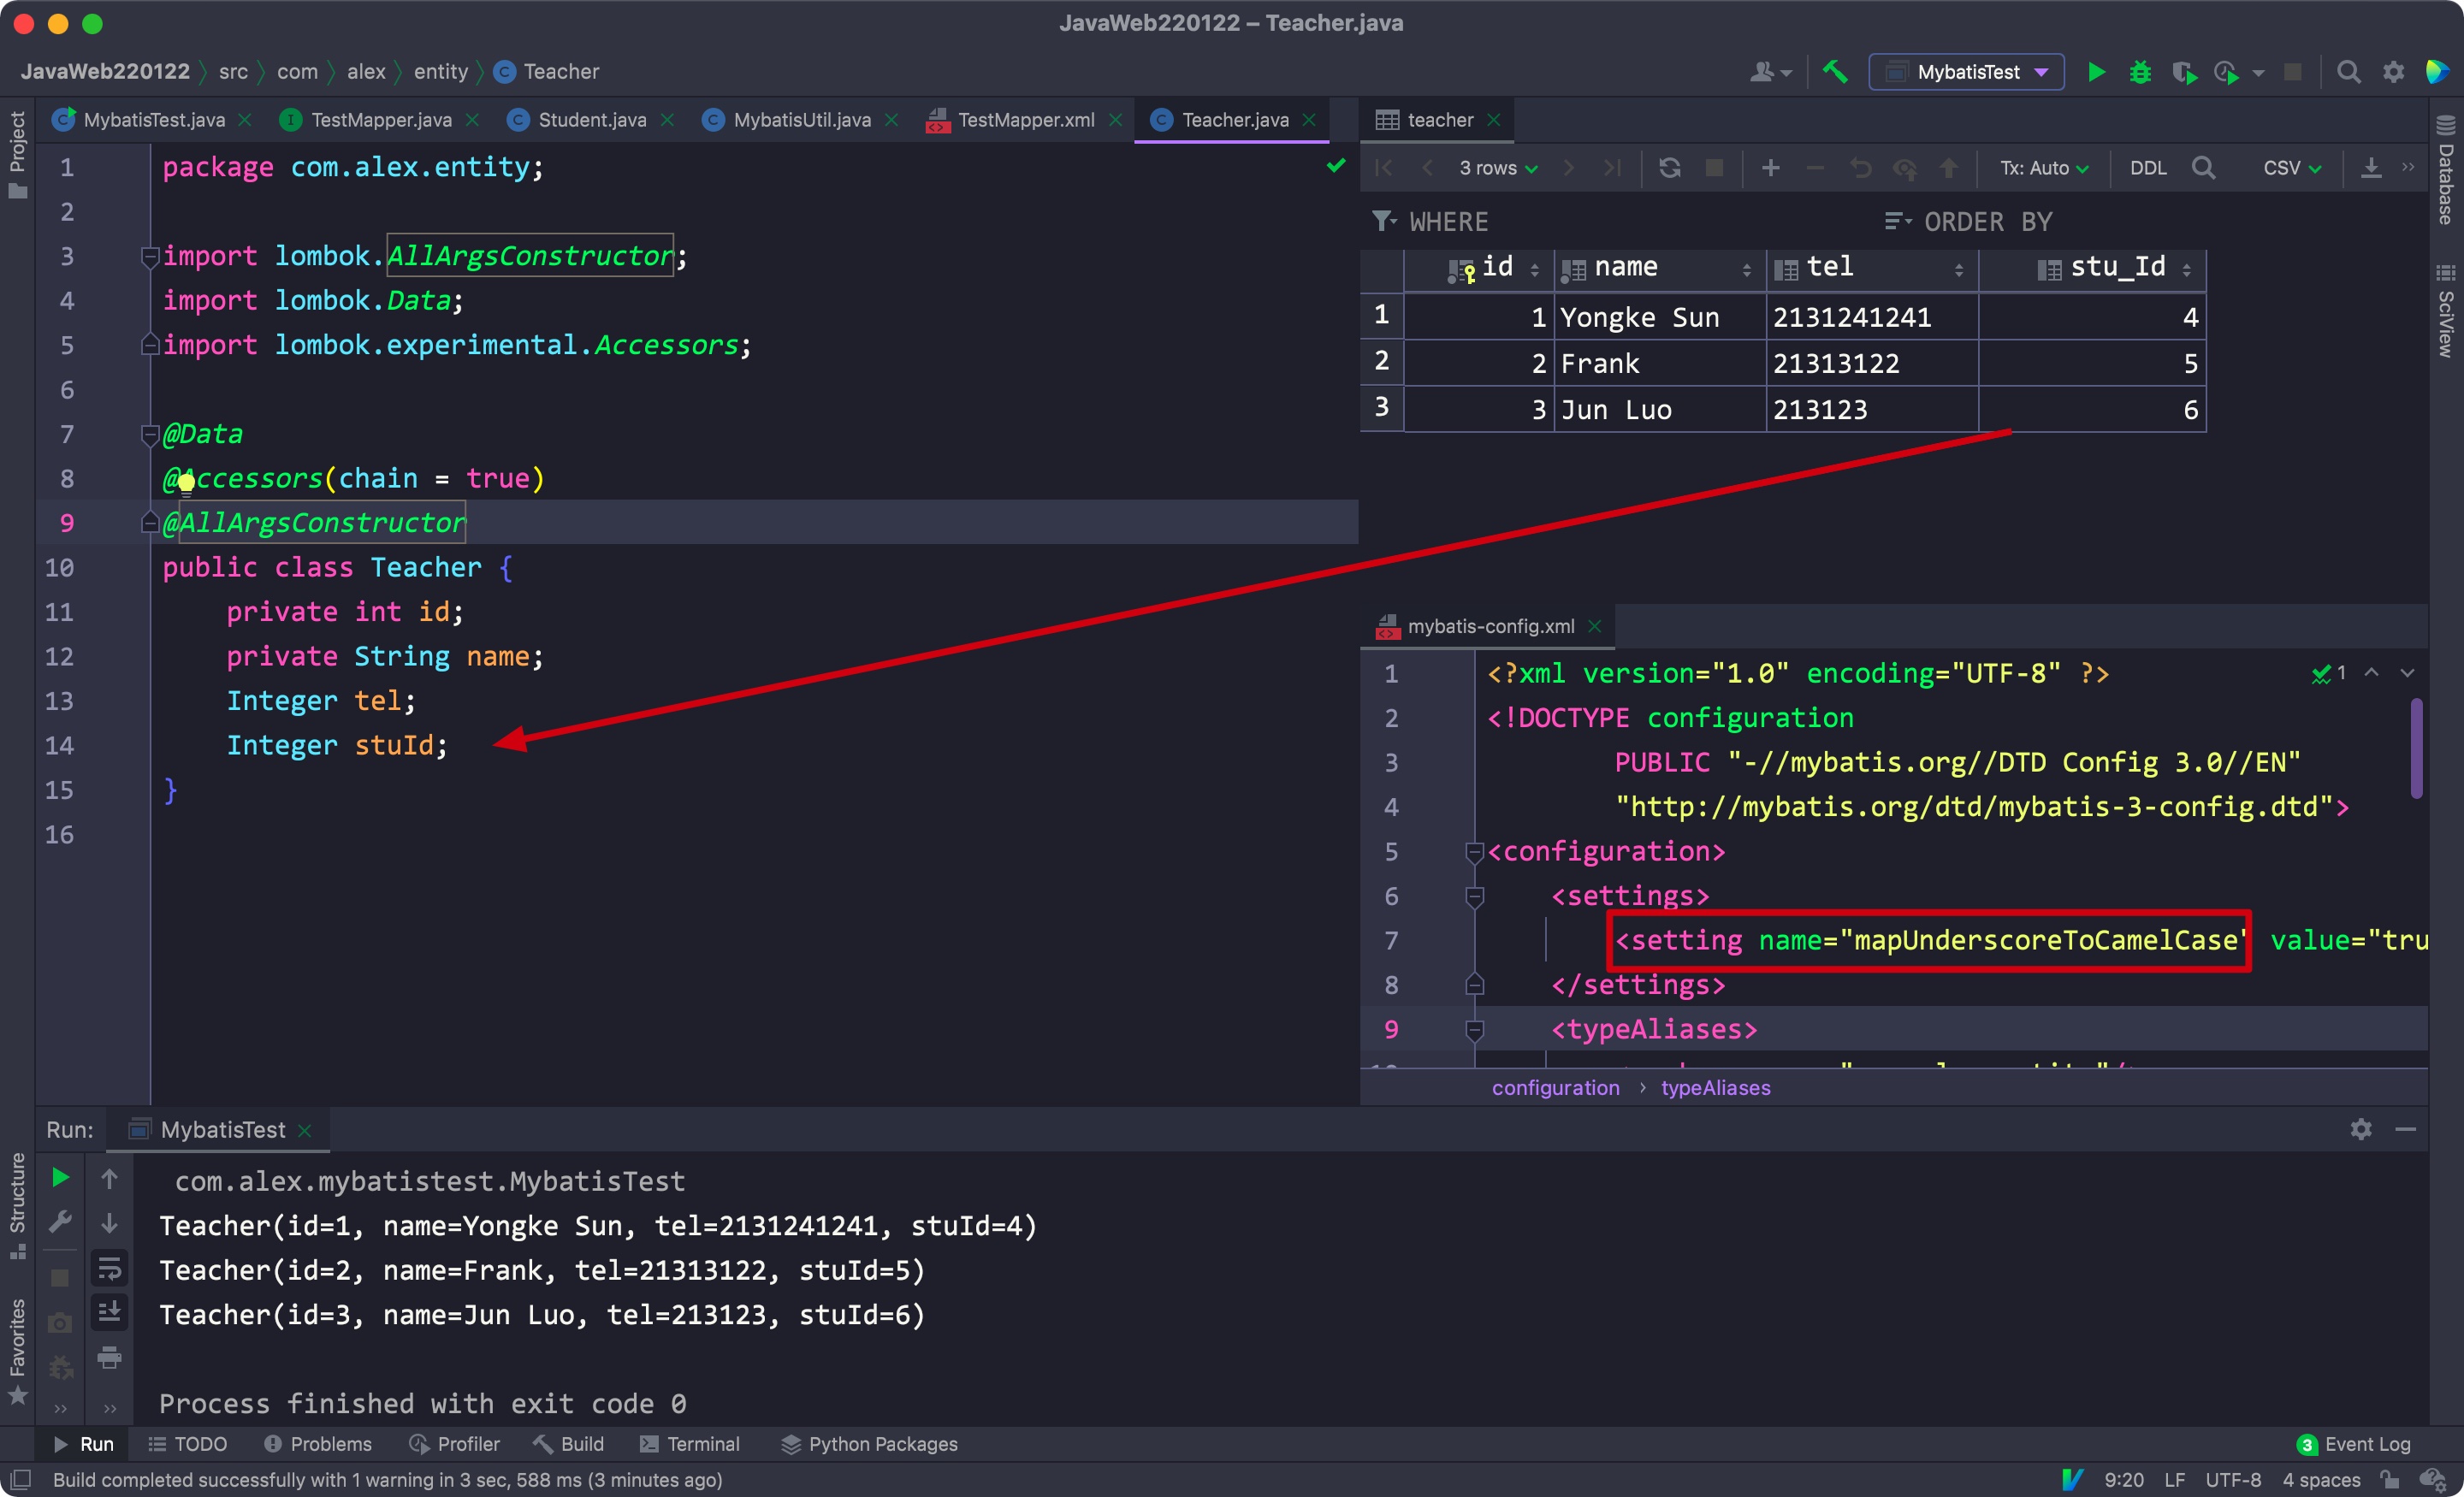 JavaWeb220122 – Teacher.java
JavaWeb220122 src com alex entity Teacher
MybatisTest
MybatisTest.java TestMapper.java Student.java MybatisUtil.java TestMapper.xml Teacher.java
Project
Structure
Favorites
1 package com.alex.entity;
2
3 import lombok.AllArgsConstructor;
4 import lombok.Data;
5 import lombok.experimental.Accessors;
6
7 @Data
8 @Accessors(chain = true)
9 @AllArgsConstructor
10 public class Teacher {
11 private int id;
12 private String name;
13 Integer tel;
14 Integer stuId;
15 }
16
teacher
3 rows Tx: Auto DDL CSV
WHERE ORDER BY
id name tel stu_Id
1 1 Yongke Sun 2131241241 4
2 2 Frank 21313122 5
3 3 Jun Luo 213123 6
Database
SciView
mybatis-config.xml
1 <?xml version="1.0" encoding="UTF-8" ?>
1
2 <!DOCTYPE configuration
3 PUBLIC "-//mybatis.org//DTD Config 3.0//EN"
4 "http://mybatis.org/dtd/mybatis-3-config.dtd">
5 <configuration>
6 <settings>
7 <setting name="mapUnderscoreToCamelCase" value="tru
8 </settings>
9 <typeAliases>
configuration › typeAliases
Run: MybatisTest
com.alex.mybatistest.MybatisTest
Teacher(id=1, name=Yongke Sun, tel=2131241241, stuId=4)
Teacher(id=2, name=Frank, tel=21313122, stuId=5)
Teacher(id=3, name=Jun Luo, tel=213123, stuId=6)
Process finished with exit code 0
Run TODO Problems Profiler Build Terminal Python Packages 3 Event Log
Build completed successfully with 1 warning in 3 sec, 588 ms (3 minutes ago) 9:20 LF UTF-8 4 spaces